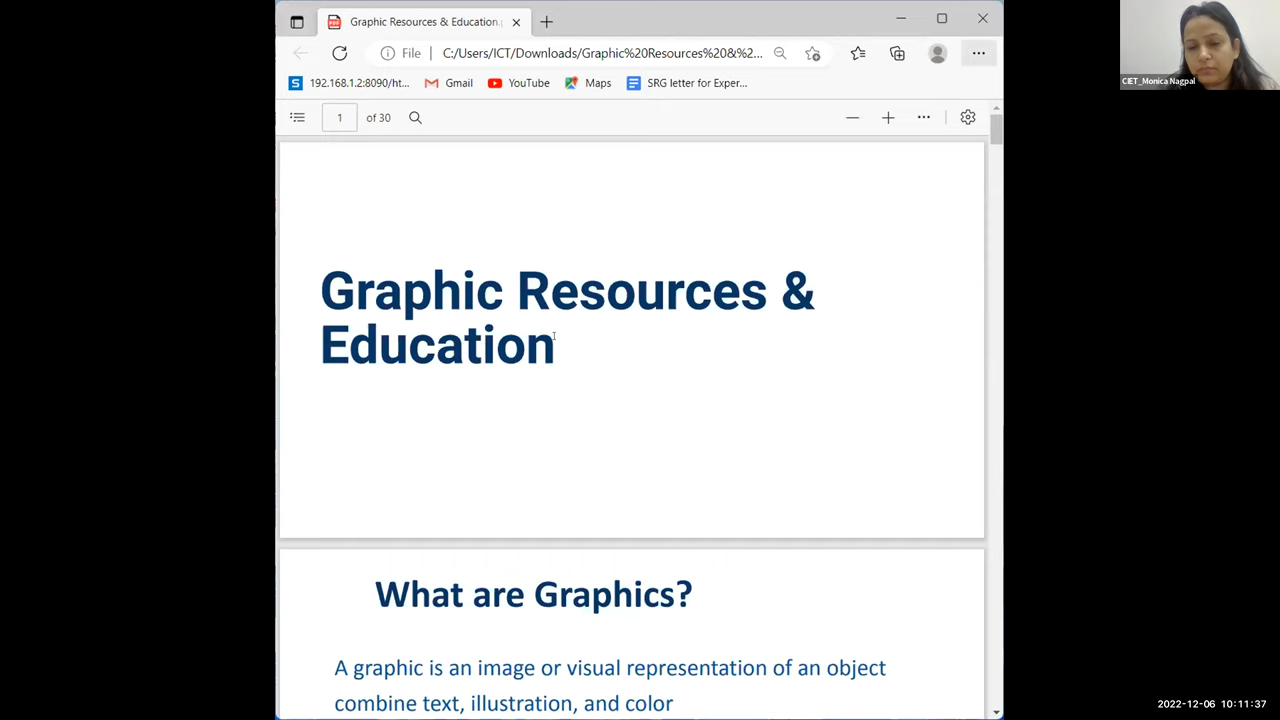 Graphic Resources & Education.
File
C:/Users/ICT/Downloads/Graphic%20Resources%20&%2...
192.168.1.2:8090/ht...
Gmail
YouTube
Maps
SRG letter for Exper...
1
of 30
Graphic Resources &
Education
What are Graphics?
A graphic is an image or visual representation of an object
combine text, illustration, and color
CIET_Monica Nagpal
2022-12-06 10:11:37